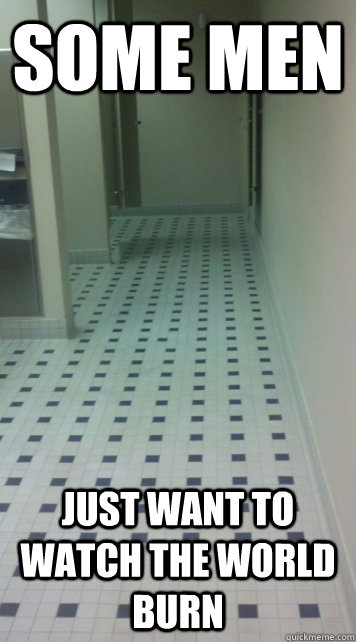 SOME MEN
JUST WANT TO
WATCH THE WORLD
BURN
quickmeme.com